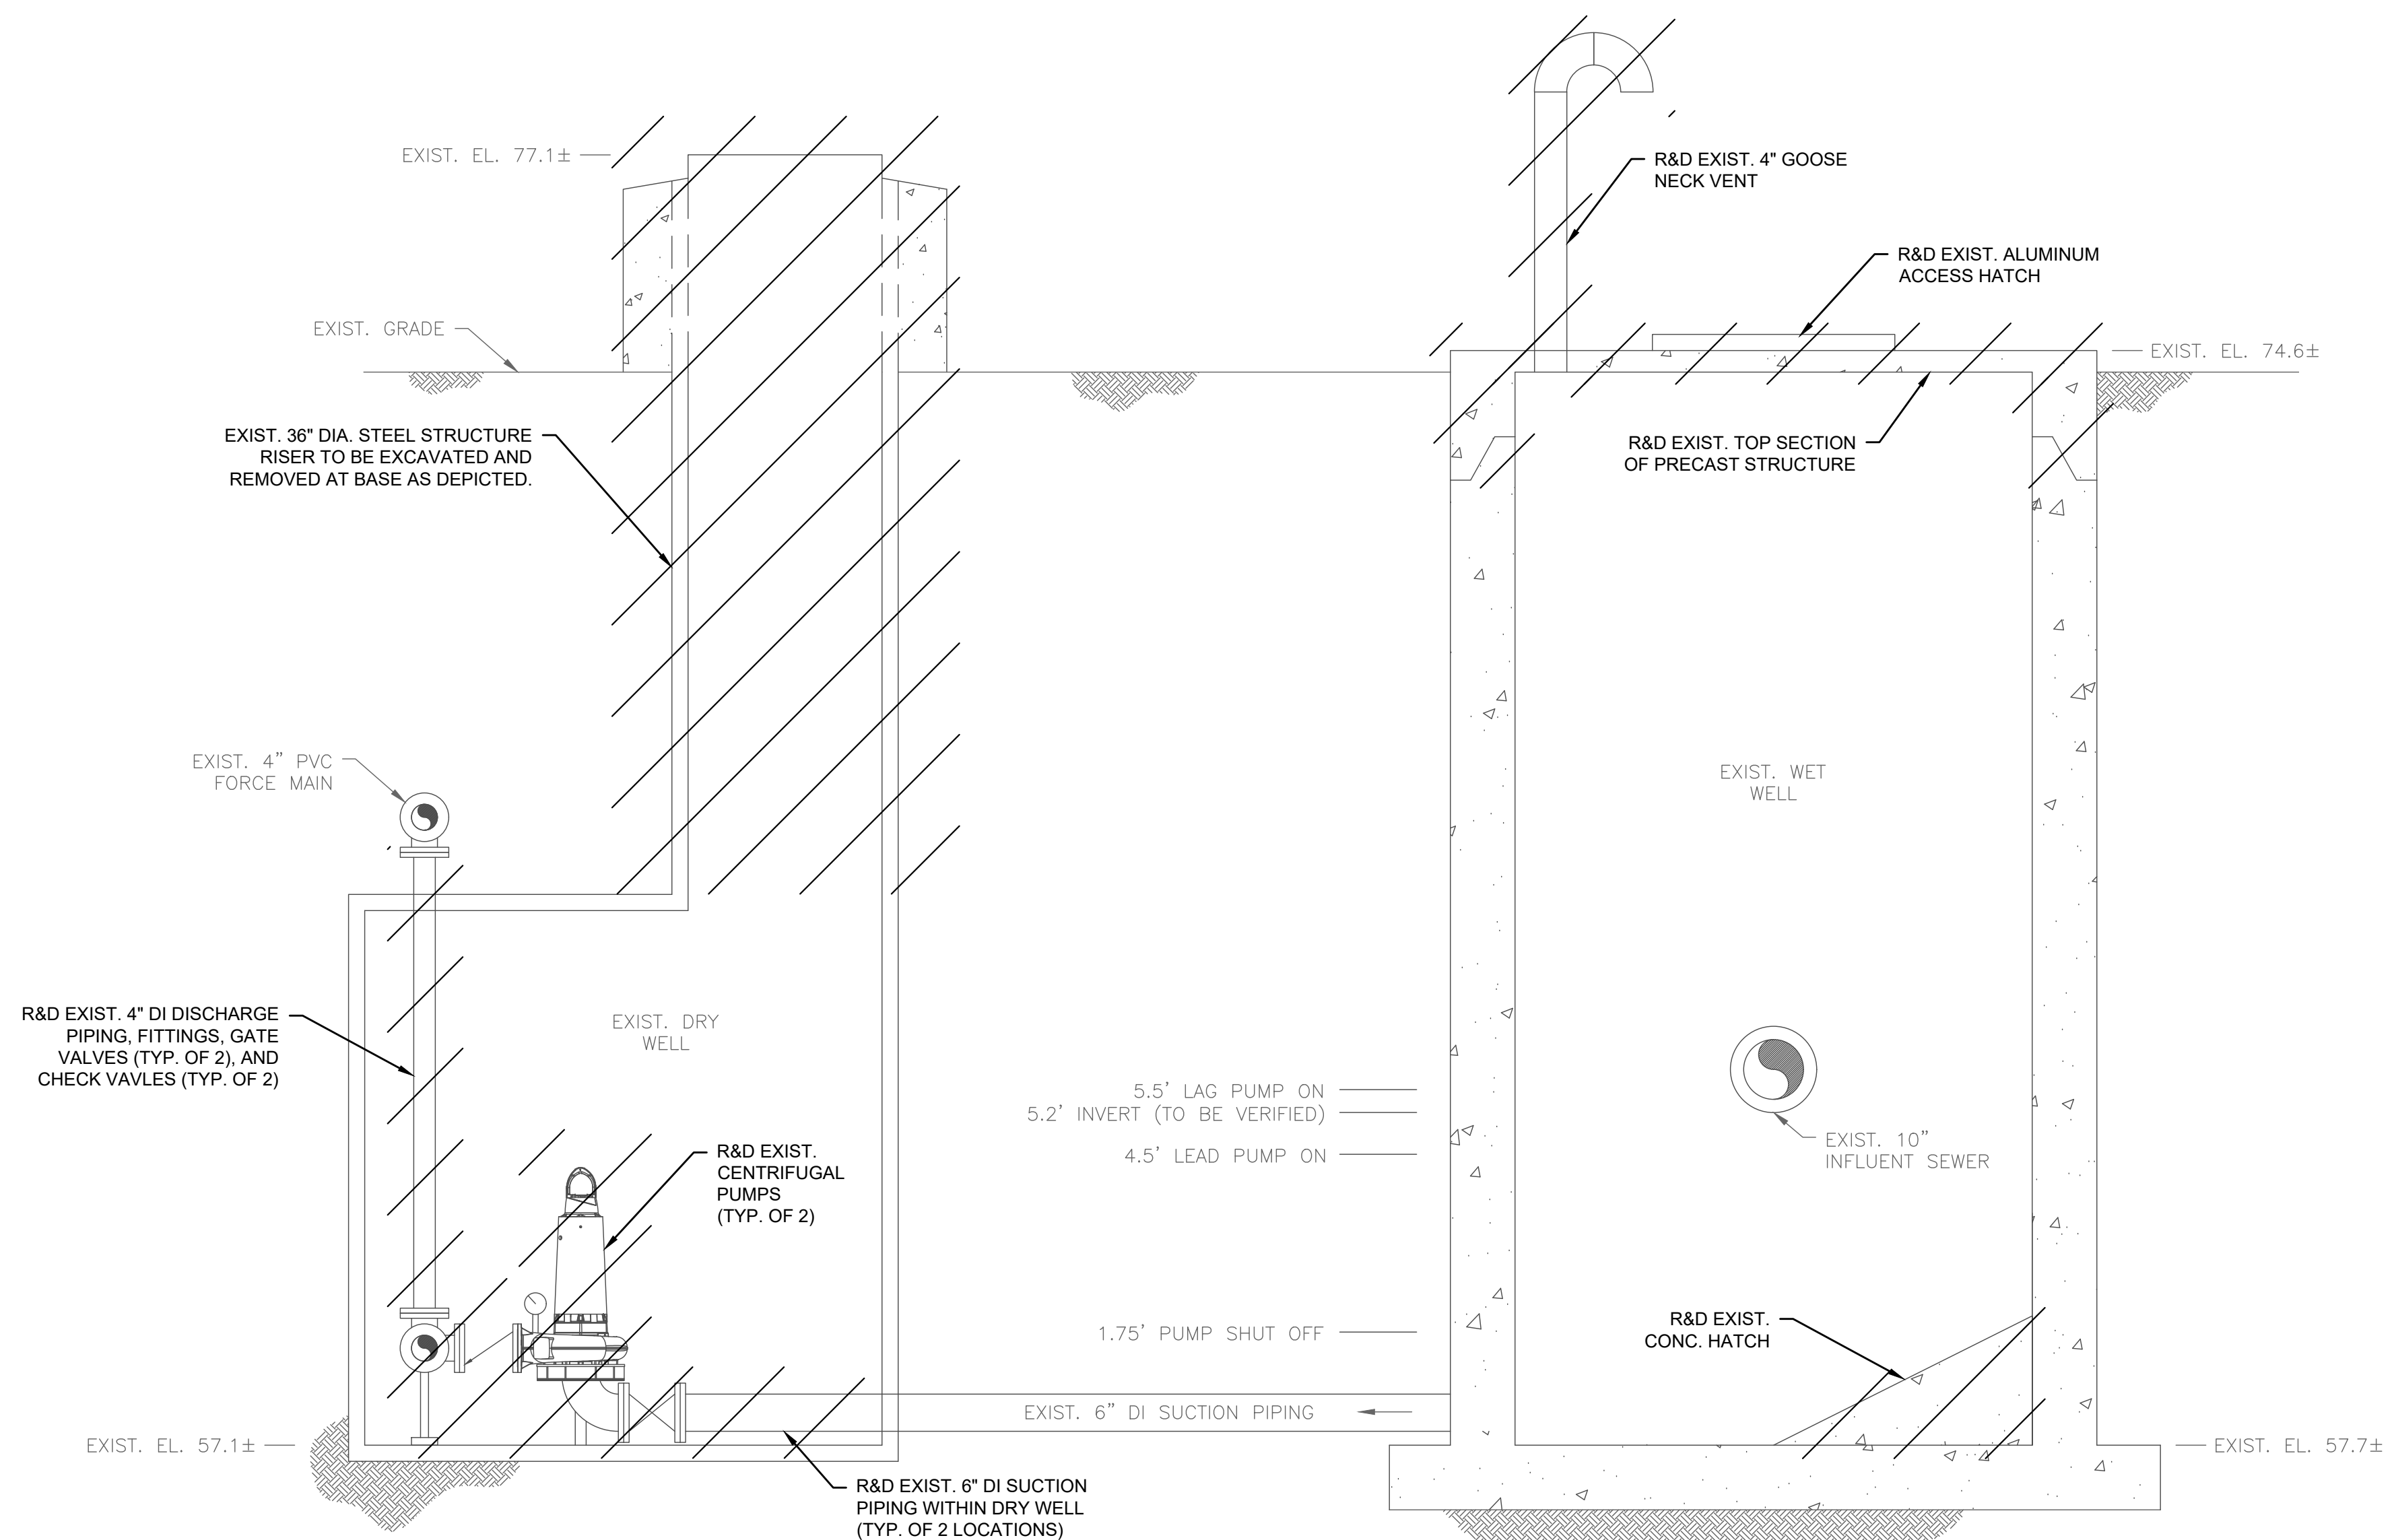 R&D EXIST. 4" GOOSE
NECK VENT
EXIST. EL. 77.1±
R&D EXIST. ALUMINUM
ACCESS HATCH
EXIST. GRADE
EXIST. EL. 74.6±
EXIST. 36" DIA. STEEL STRUCTURE
RISER TO BE EXCAVATED AND
REMOVED AT BASE AS DEPICTED.
R&D EXIST. TOP SECTION
OF PRECAST STRUCTURE
EXIST. 4” PVC
FORCE MAIN
EXIST. WET
WELL
R&D EXIST. 4" DI DISCHARGE
PIPING, FITTINGS, GATE
VALVES (TYP. OF 2), AND
CHECK VAVLES (TYP. OF 2)
EXIST. DRY
WELL
5.5’ LAG PUMP ON
5.2’ INVERT (TO BE VERIFIED)
4.5’ LEAD PUMP ON
EXIST. 10”
INFLUENT SEWER
R&D EXIST.
CENTRIFUGAL
PUMPS
(TYP. OF 2)
1.75’ PUMP SHUT OFF
R&D EXIST.
CONC. HATCH
EXIST. 6” DI SUCTION PIPING
EXIST. EL. 57.1±
EXIST. EL. 57.7±
R&D EXIST. 6" DI SUCTION
PIPING WITHIN DRY WELL
(TYP. OF 2 LOCATIONS)